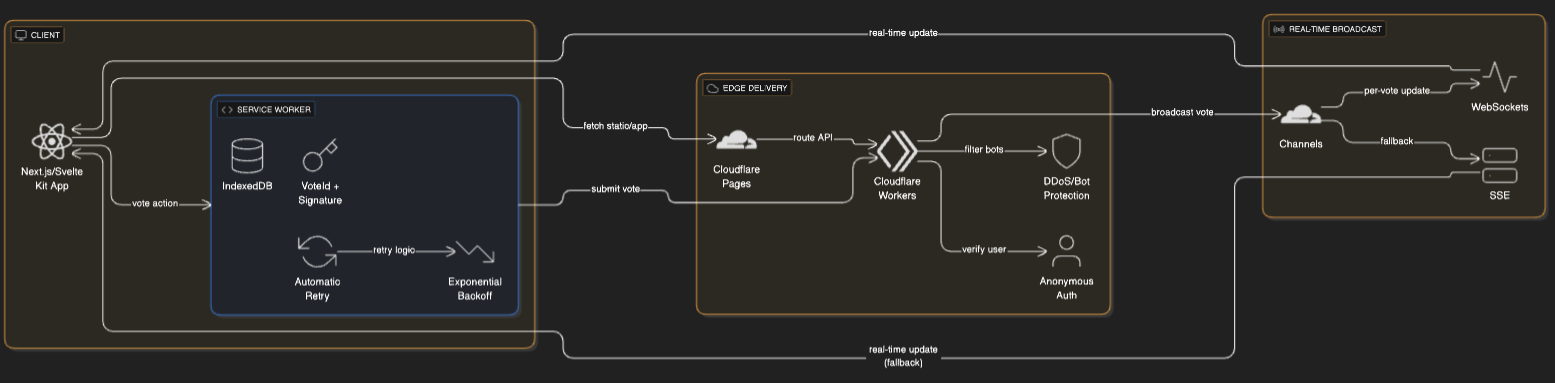 CLIENT
SERVICE WORKER
Next.js/Svelte
Kit App
IndexedDB
VoteId +
Signature
vote action
Automatic
Retry
retry logic
Exponential
Backoff
real-time update
fetch static/app
submit vote
EDGE DELIVERY
Cloudflare
Pages
route API
Cloudflare
Workers
filter bots
DDoS/Bot
Protection
verify user
Anonymous
Auth
broadcast vote
REAL-TIME BROADCAST
Channels
per-vote update
WebSockets
fallback
SSE
real-time update
(fallback)